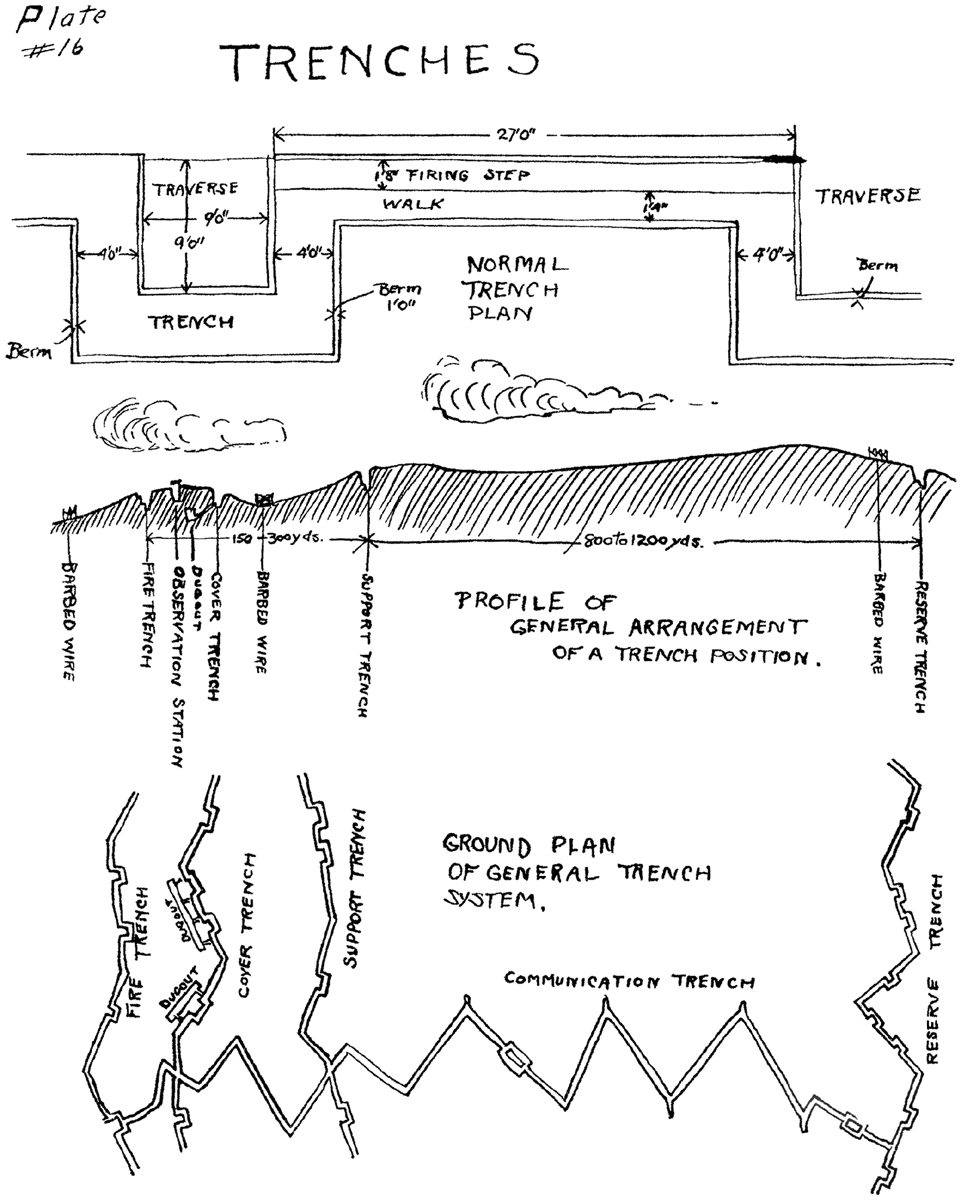 Plate
#16
TRENCHES
27'0"
TRAVERSE
1'8" FIRING STEP
WALK
1'4"
TRAVERSE
9'0"
9'0"
4'0"
4'0"
4'0"
NORMAL
TRENCH
PLAN
Berm
Berm
1'0"
TRENCH
Berm
150-300yds.
800 to 1200 yds.
BARBED WIRE
FIRE TRENCH
OBSERVATION STATION
DUGOUT
COVER TRENCH
BARBED WIRE
SUPPORT TRENCH
BARBED WIRE
RESERVE TRENCH
PROFILE OF
GENERAL ARRANGEMENT
OF A TRENCH POSITION.
GROUND PLAN
OF GENERAL TRENCH
SYSTEM.
FIRE TRENCH
DUGOUT
DUGOUT
COVER TRENCH
SUPPORT TRENCH
COMMUNICATION TRENCH
RESERVE TRENCH